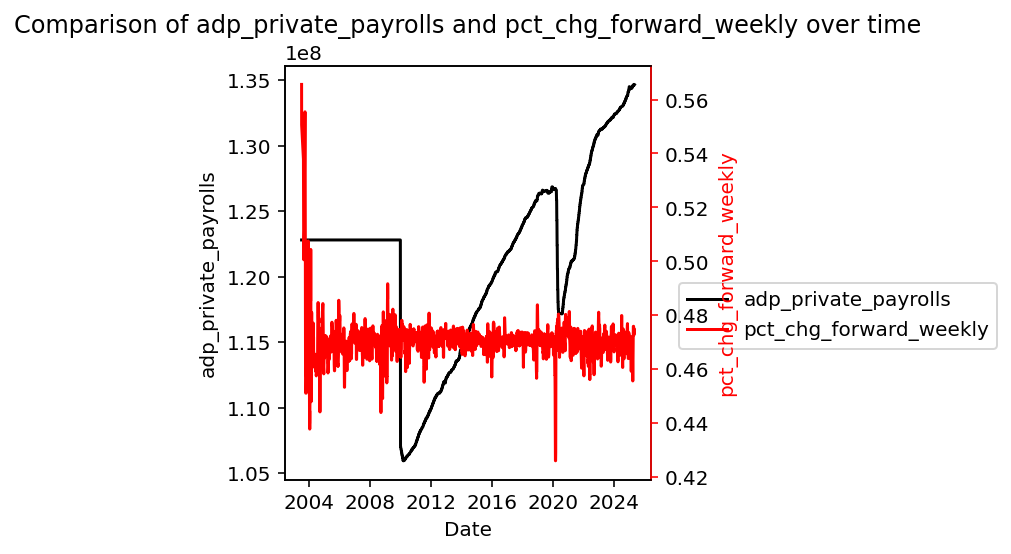 Comparison of adp_private_payrolls and pct_chg_forward_weekly over time
1e8
1.35
1.30
1.25
1.20
1.15
1.10
1.05
adp_private_payrolls
2004 2008 2012 2016 2020 2024
Date
0.56
0.54
0.52
0.50
0.48
0.46
0.44
0.42
pct_chg_forward_weekly
adp_private_payrolls
pct_chg_forward_weekly